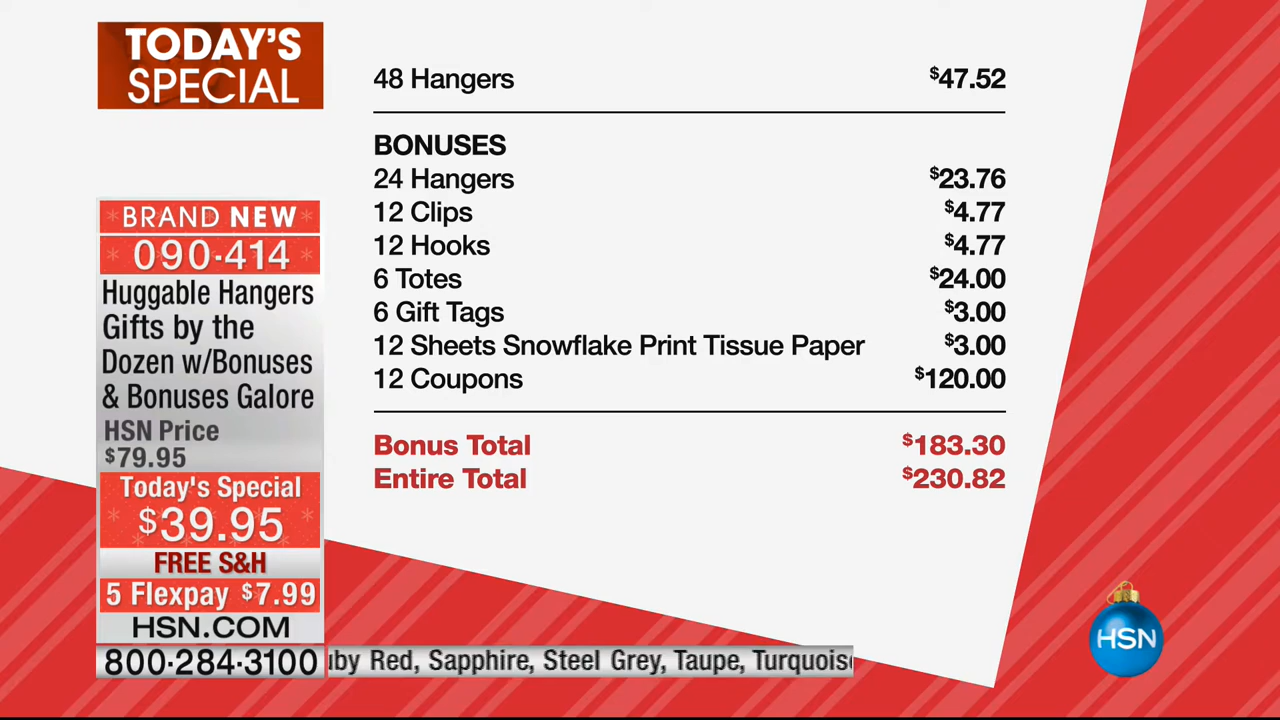 TODAY'S
SPECIAL
48 Hangers $47.52
BONUSES
24 Hangers $23.76
12 Clips $4.77
12 Hooks $4.77
6 Totes $24.00
6 Gift Tags $3.00
12 Sheets Snowflake Print Tissue Paper $3.00
12 Coupons $120.00
Bonus Total $183.30
Entire Total $230.82
BRAND NEW
090·414
Huggable Hangers
Gifts by the
Dozen w/Bonuses
& Bonuses Galore
HSN Price
$79.95
Today's Special
$39.95
FREE S&H
5 Flexpay $7.99
HSN.COM
800·284·3100
uby Red, Sapphire, Steel Grey, Taupe, Turquoise
HSN